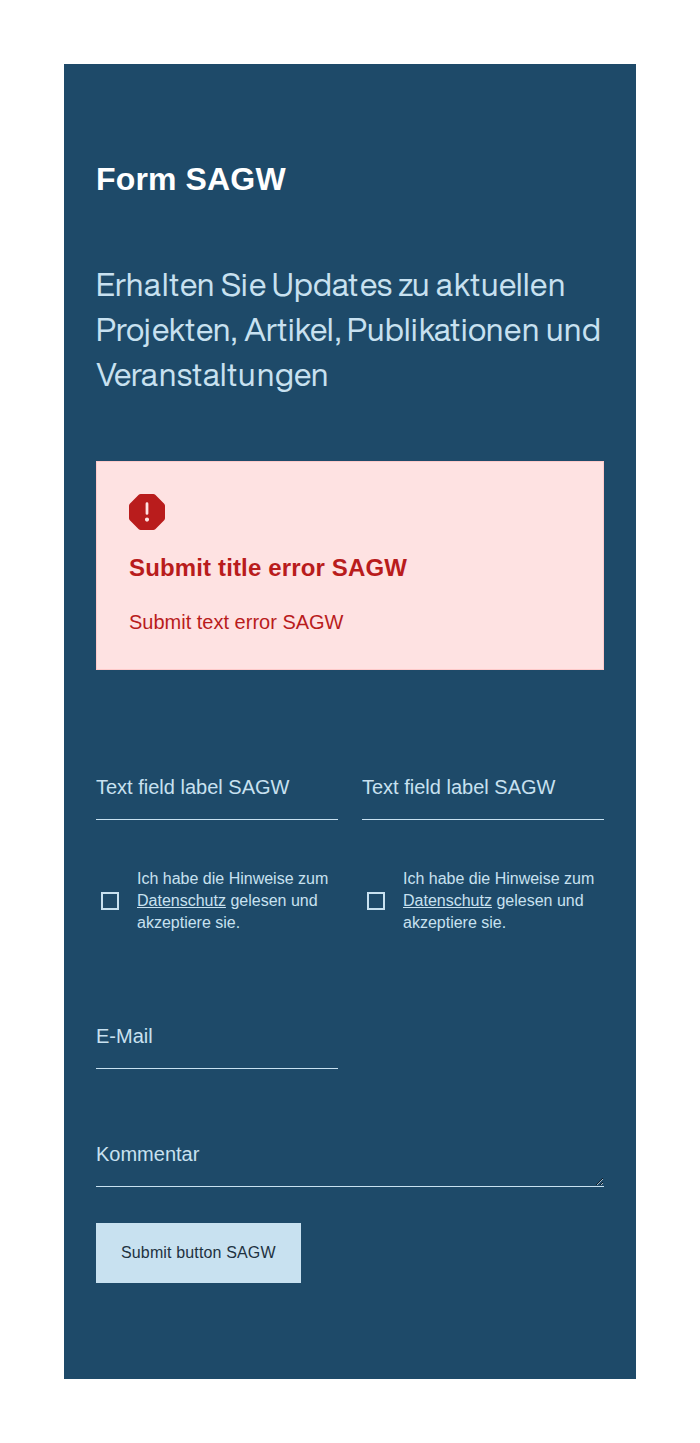 Form SAGW
Erhalten Sie Updates zu aktuellen
Projekten, Artikel, Publikationen und
Veranstaltungen
Submit title error SAGW
Submit text error SAGW
Text field label SAGW
Text field label SAGW
Ich habe die Hinweise zum
Datenschutz gelesen und
akzeptiere sie.
Ich habe die Hinweise zum
Datenschutz gelesen und
akzeptiere sie.
E-Mail
Kommentar
Submit button SAGW